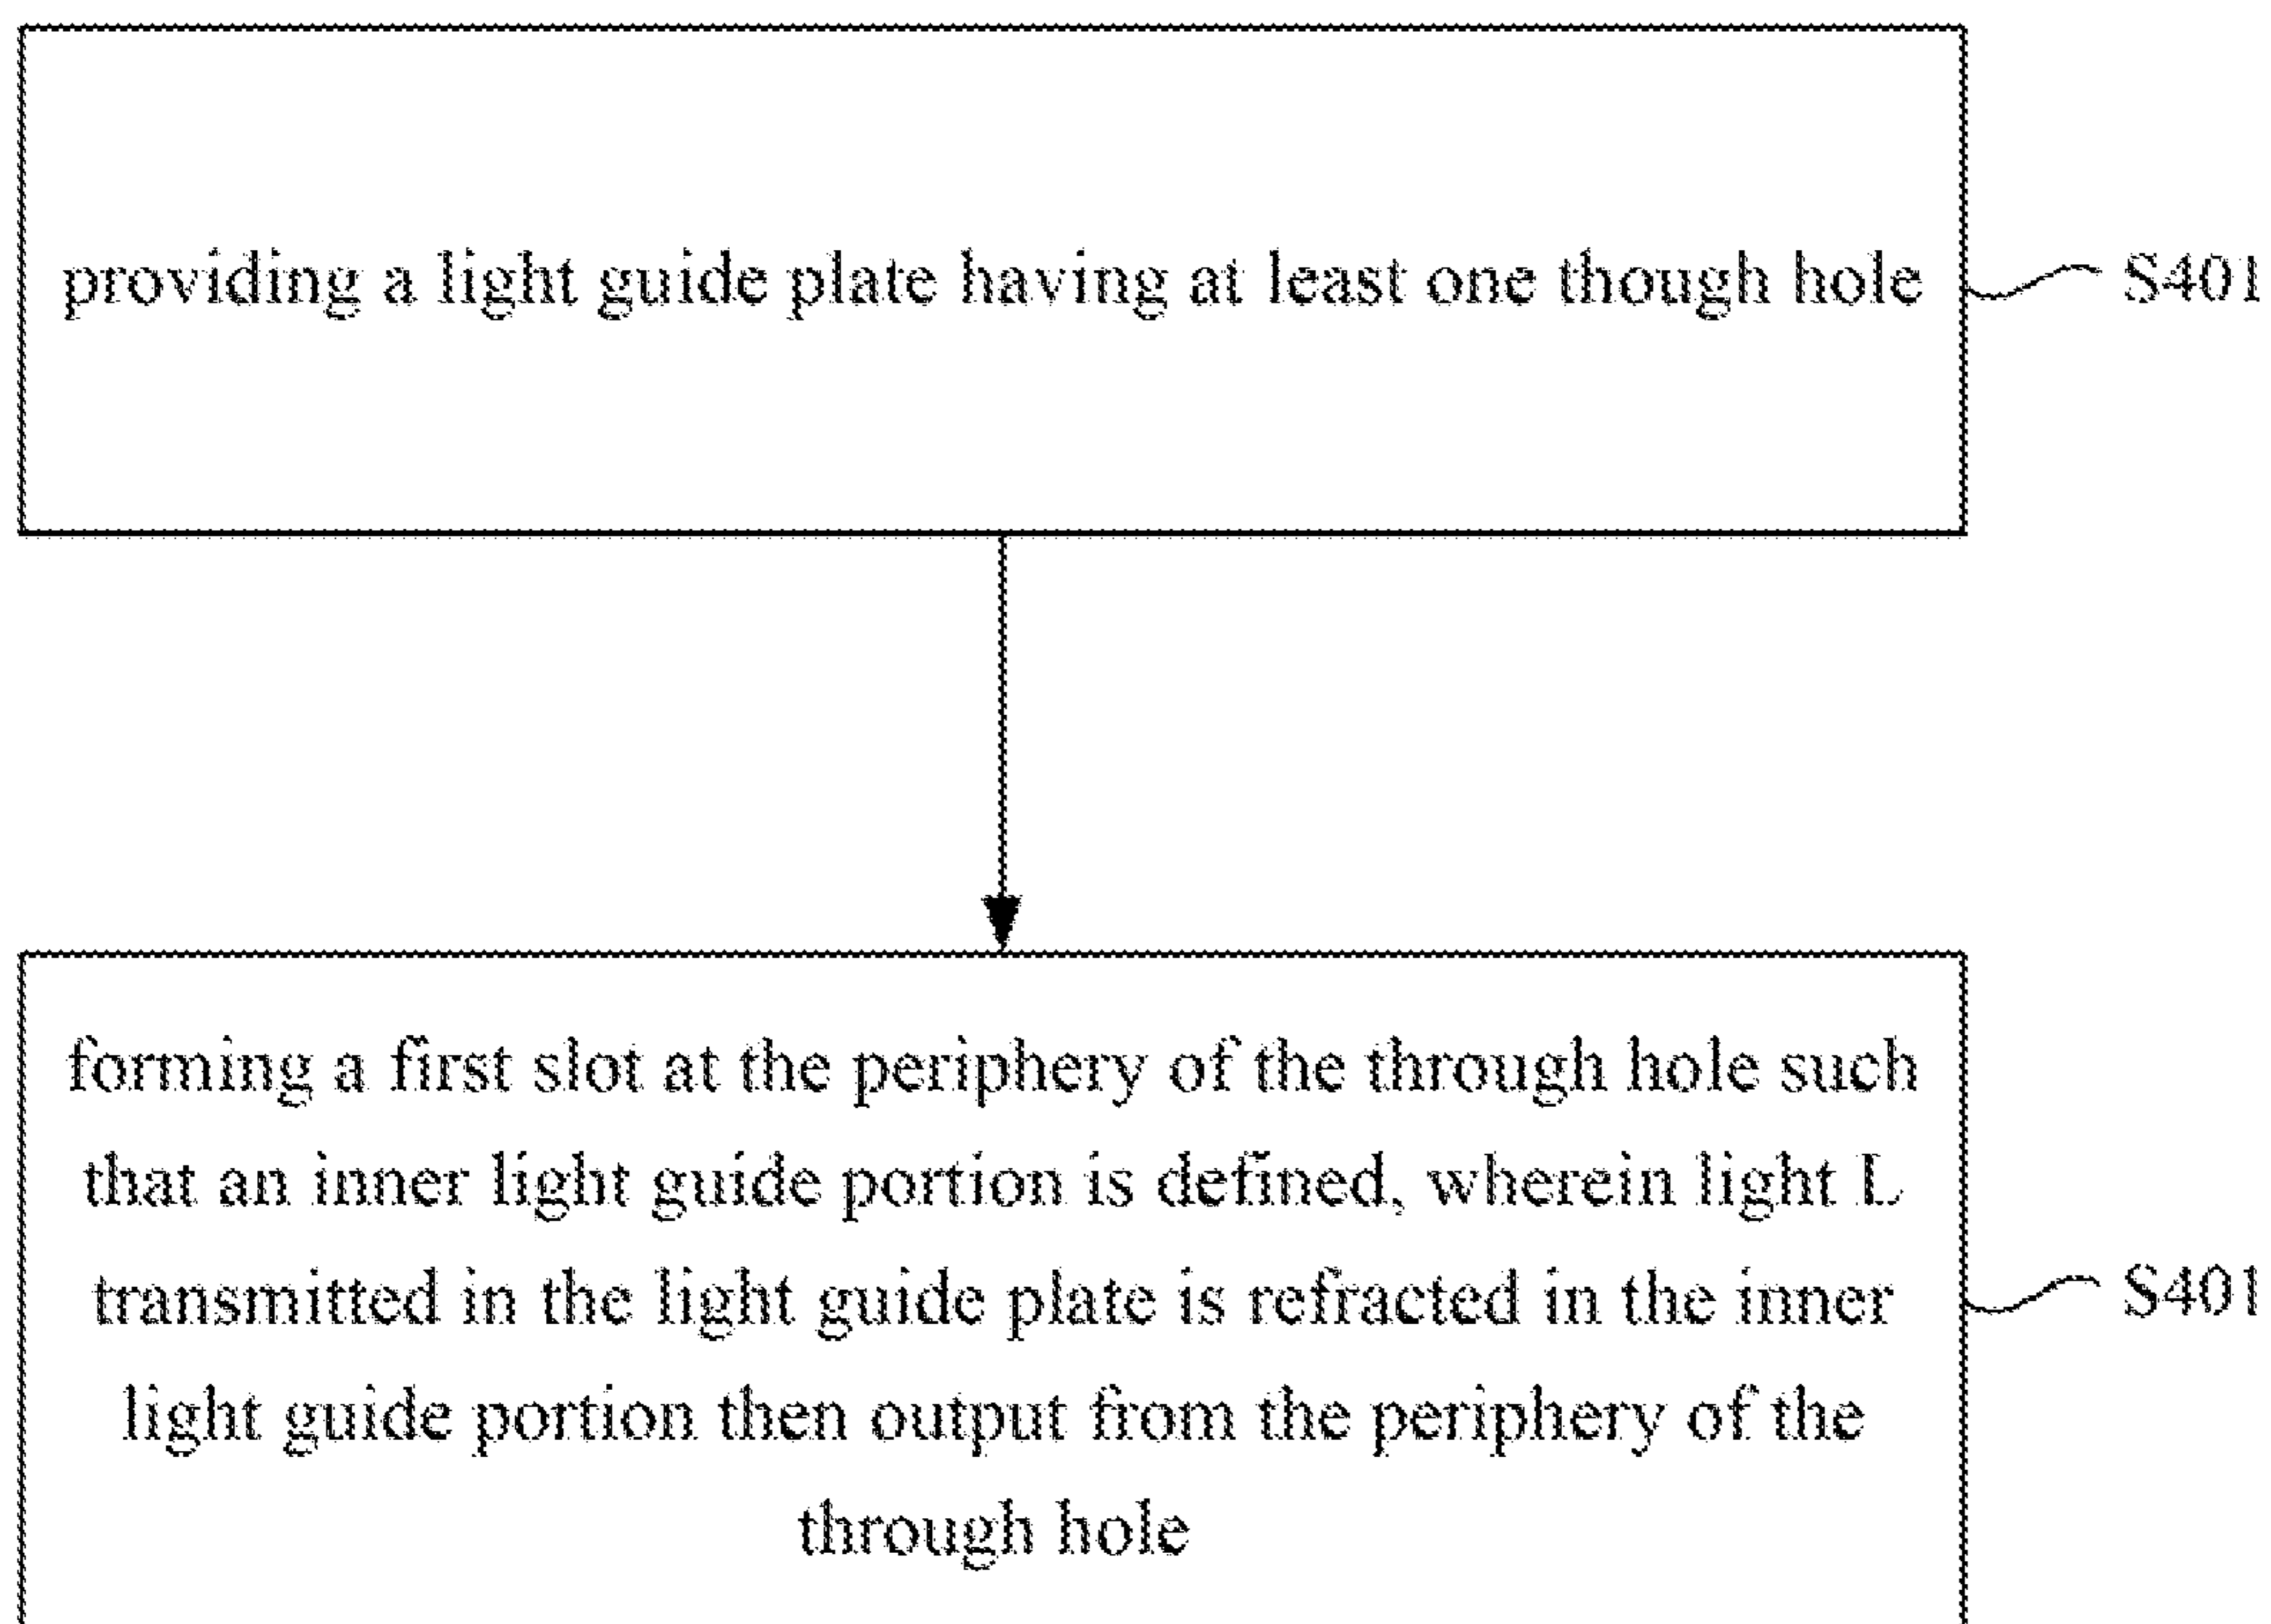 providing a light guide plate having at least one though hole
S401
forming a first slot at the periphery of the through hole such
that an inner light guide portion is defined, wherein light L
transmitted in the light guide plate is refracted in the inner
light guide portion then output from the periphery of the
through hole
S401